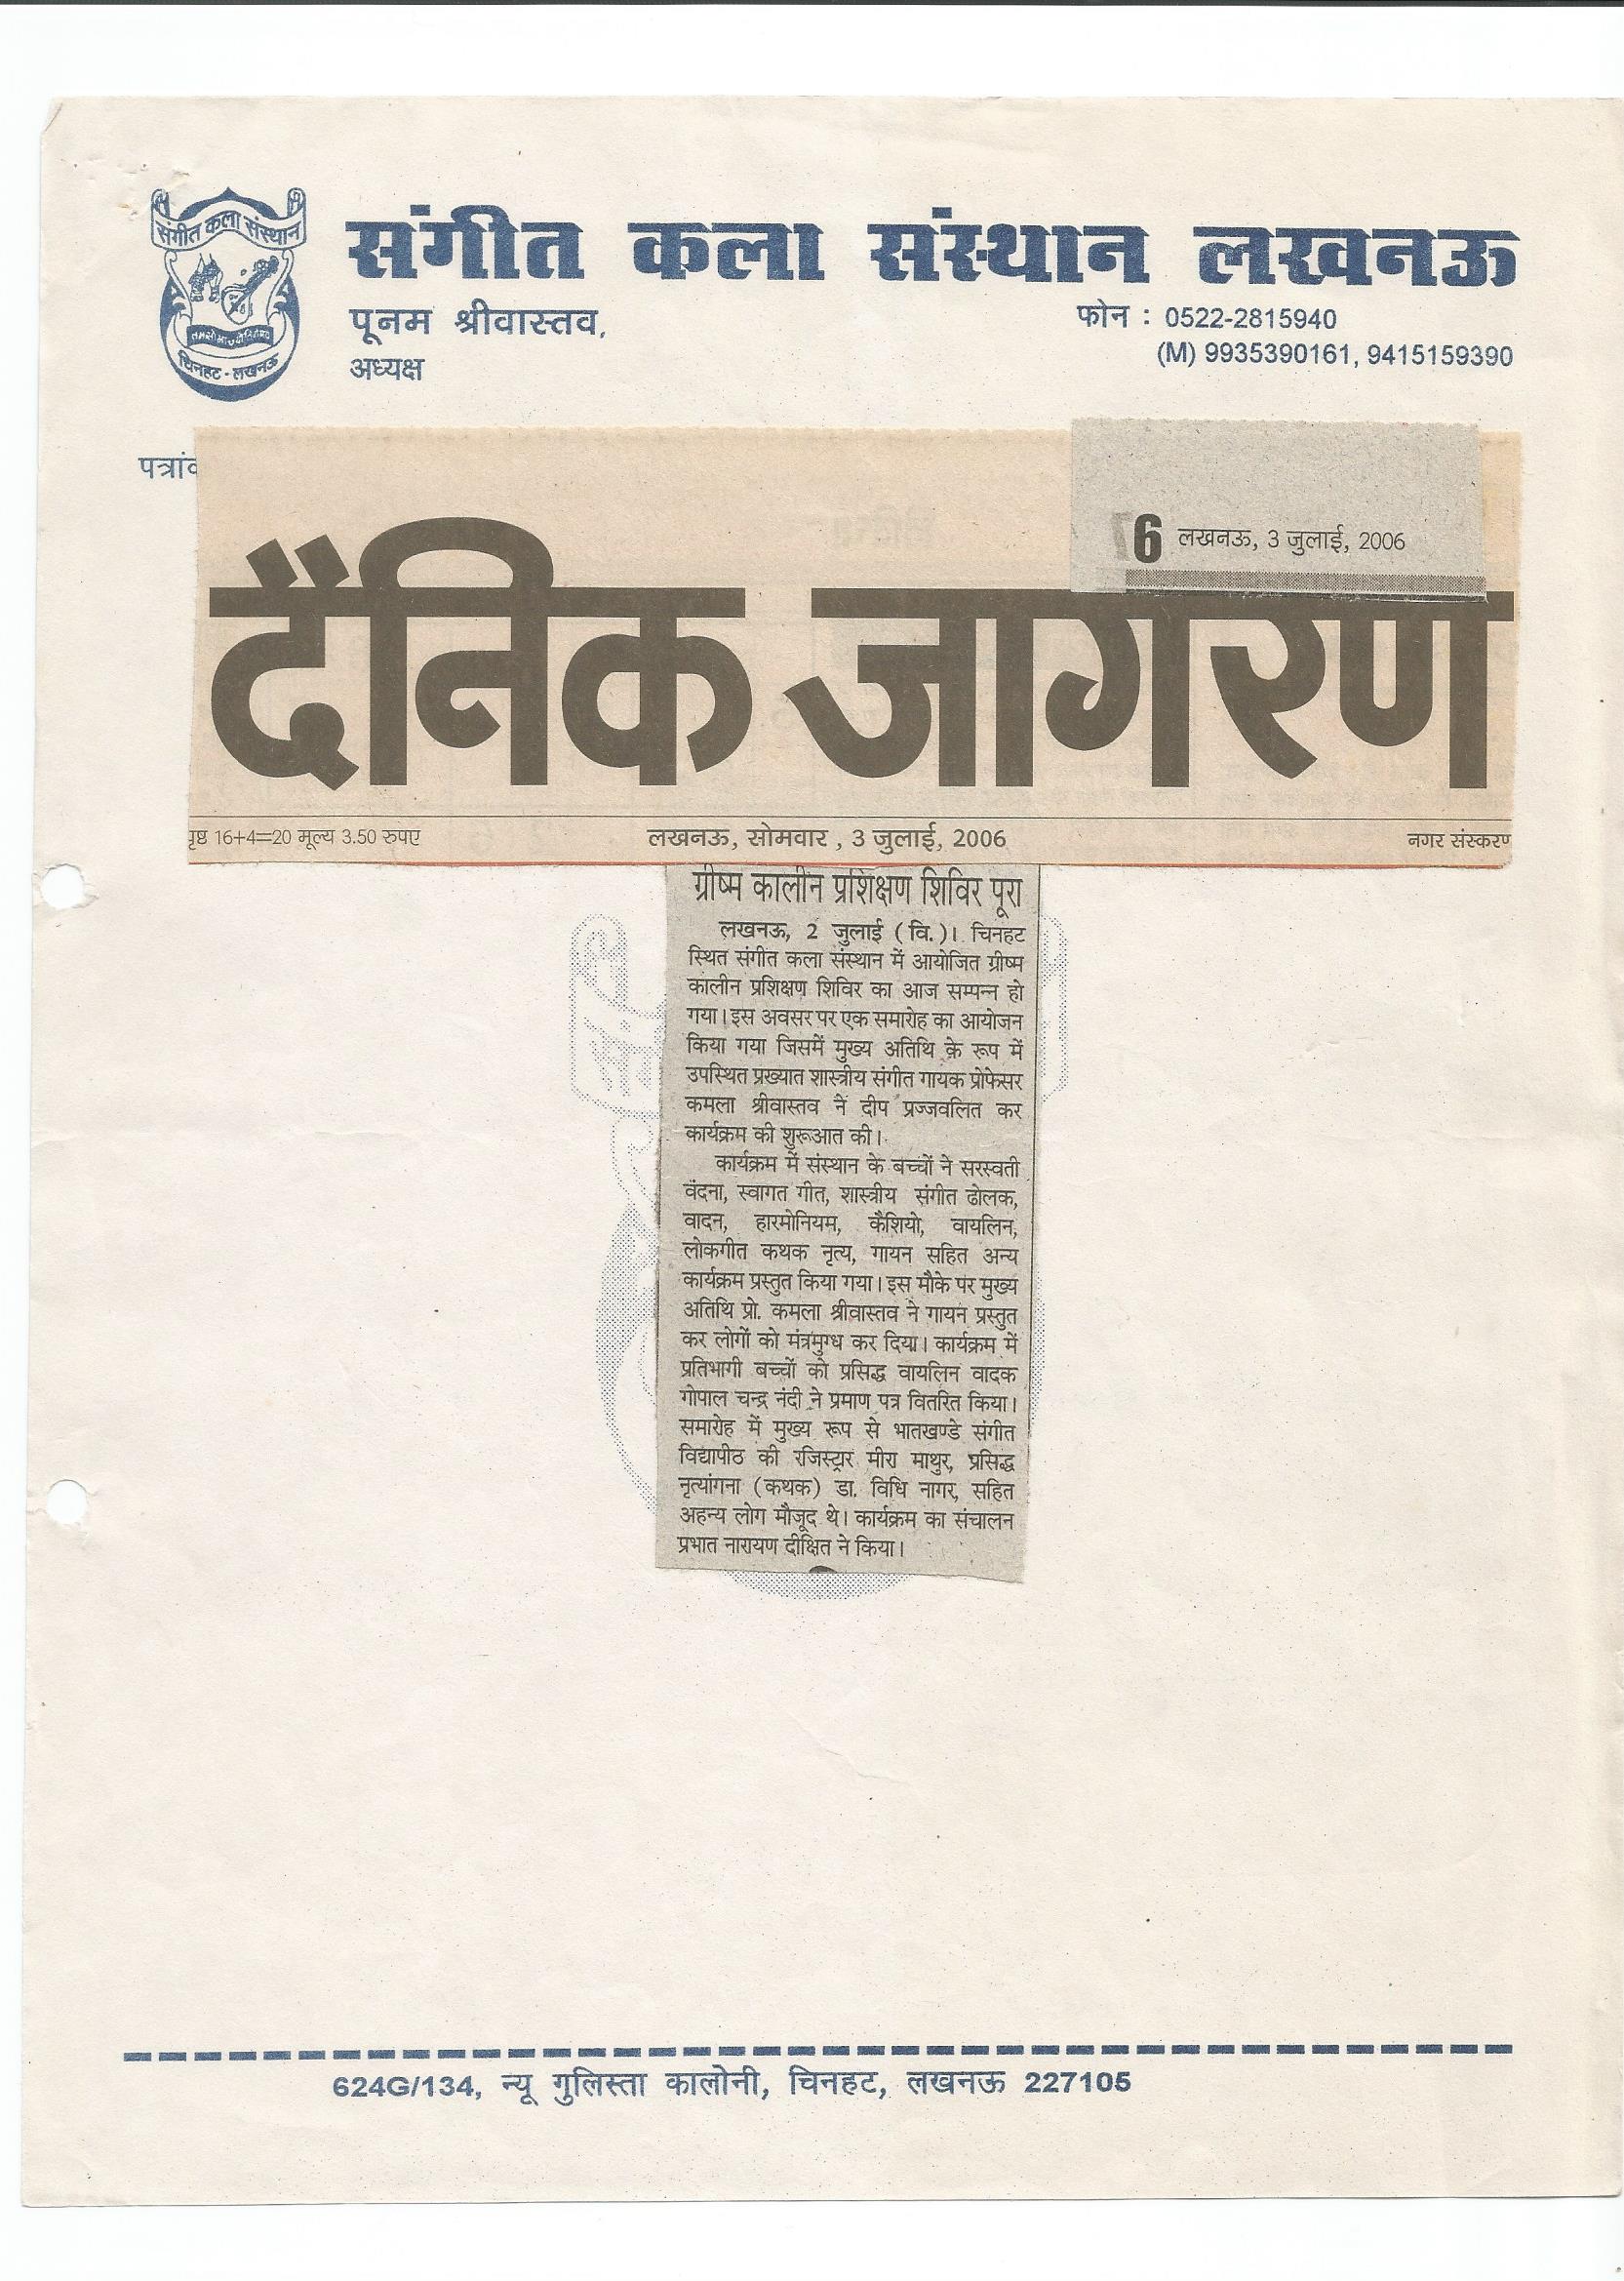 संगीत कला संस्थान
चिनहट - लखनऊ
संगीत कला संस्थान लखनऊ
पूनम श्रीवास्तव,
अध्यक्ष
फोन : 0522-2815940
(M) 9935390161, 9415159390
6 लखनऊ, 3 जुलाई, 2006
दैनिक जागरण
पृष्ठ 16+4=20 मूल्य 3.50 रुपए
लखनऊ, सोमवार , 3 जुलाई, 2006
नगर संस्करण
ग्रीष्म कालीन प्रशिक्षण शिविर पूरा
लखनऊ, 2 जुलाई (वि.)। चिनहट
स्थित संगीत कला संस्थान में आयोजित ग्रीष्म
कालीन प्रशिक्षण शिविर का आज सम्पन्न हो
गया। इस अवसर पर एक समारोह का आयोजन
किया गया जिसमें मुख्य अतिथि के रूप में
उपस्थित प्रख्यात शास्त्रीय संगीत गायक प्रोफेसर
कमला श्रीवास्तव ने दीप प्रज्जवलित कर
कार्यक्रम की शुरूआत की।
कार्यक्रम में संस्थान के बच्चों ने सरस्वती
वंदना, स्वागत गीत, शास्त्रीय संगीत ढोलक,
वादन, हारमोनियम, कैशियो, वायलिन,
लोकगीत कथक नृत्य, गायन सहित अन्य
कार्यक्रम प्रस्तुत किया गया। इस मौके पर मुख्य
अतिथि प्रो. कमला श्रीवास्तव ने गायन प्रस्तुत
कर लोगों को मंत्रमुग्ध कर दिया। कार्यक्रम में
प्रतिभागी बच्चों को प्रसिद्ध वायलिन वादक
गोपाल चन्द्र नंदी ने प्रमाण पत्र वितरित किया।
समारोह में मुख्य रूप से भातखण्डे संगीत
विद्यापीठ की रजिस्ट्रार मीरा माथुर, प्रसिद्ध
नृत्यांगना (कथक) डा. विधि नागर, सहित
अहन्य लोग मौजूद थे। कार्यक्रम का संचालन
प्रभात नारायण दीक्षित ने किया।
624G/134, न्यू गुलिस्ता कालोनी, चिनहट, लखनऊ 227105